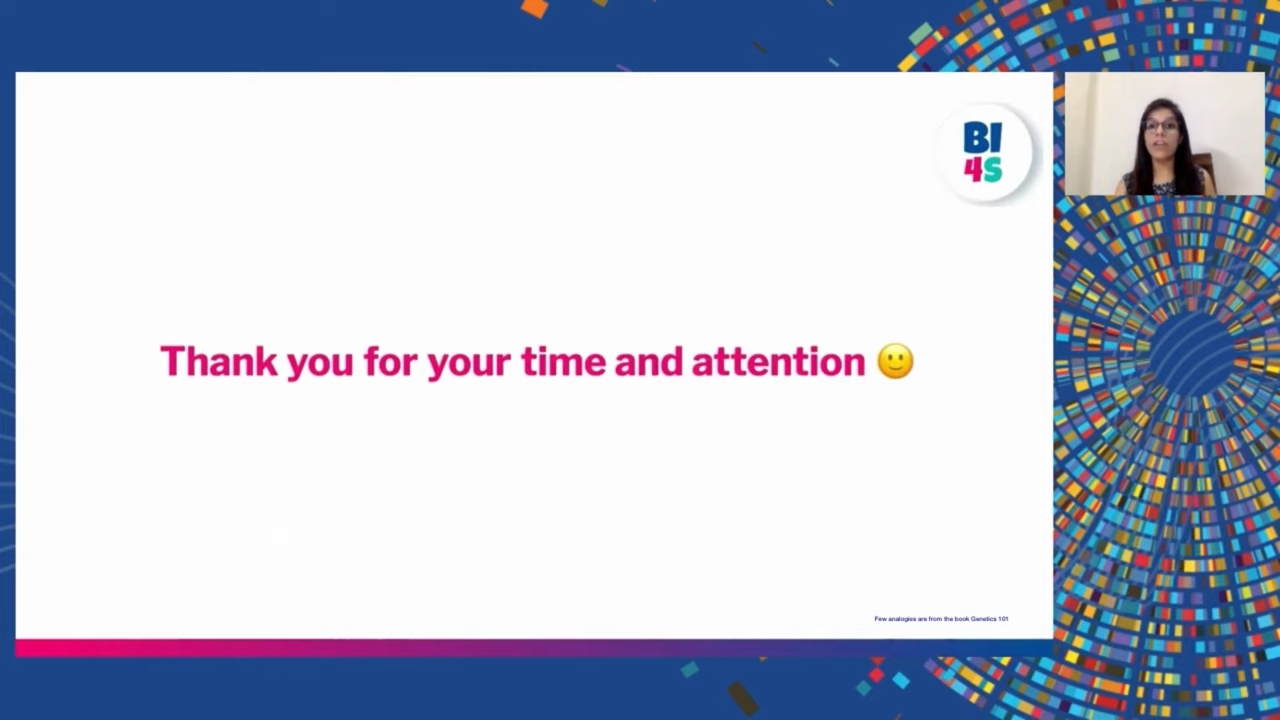 BI
4S
Thank you for your time and attention 🙂
Few analogies are from the book Genetics 101